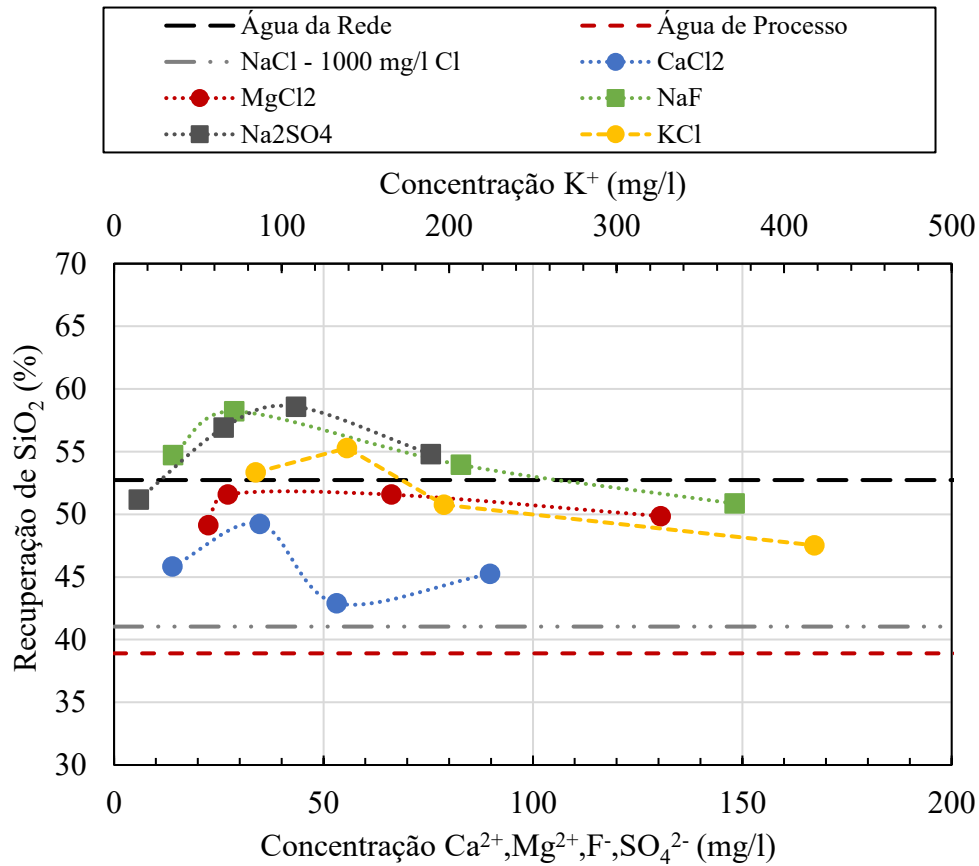 Água da Rede
Água de Processo
NaCl - 1000 mg/l Cl
CaCl2
MgCl2
NaF
Na2SO4
KCl
Concentração K⁺ (mg/l)
0 100 200 300 400 500
Recuperação de SiO₂ (%)
70
65
60
55
50
45
40
35
30
0 50 100 150 200
Concentração Ca²⁺,Mg²⁺,F⁻,SO₄²⁻ (mg/l)